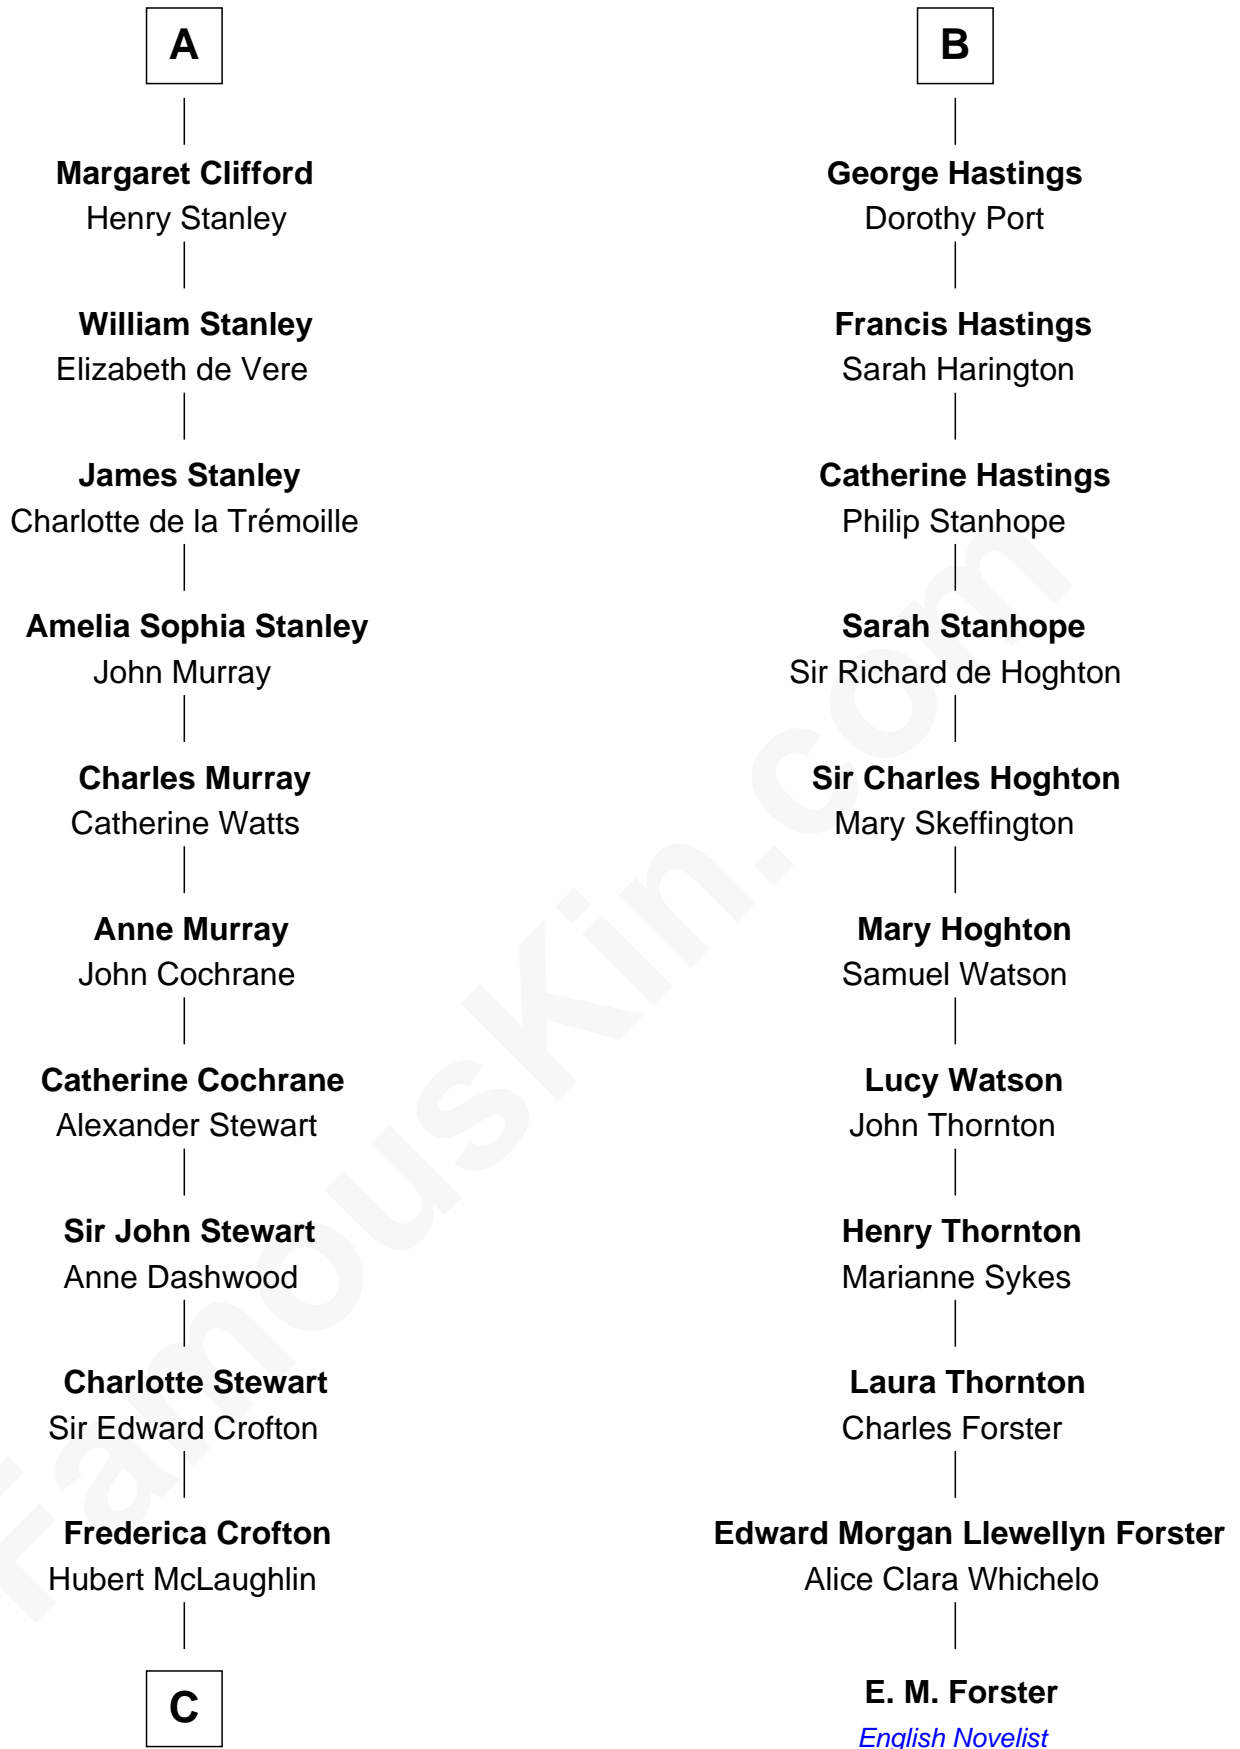 A
Margaret Clifford
Henry Stanley
William Stanley
Elizabeth de Vere
James Stanley
Charlotte de la Trémoille
Amelia Sophia Stanley
John Murray
Charles Murray
Catherine Watts
Anne Murray
John Cochrane
Catherine Cochrane
Alexander Stewart
Sir John Stewart
Anne Dashwood
Charlotte Stewart
Sir Edward Crofton
Frederica Crofton
Hubert McLaughlin
C
B
George Hastings
Dorothy Port
Francis Hastings
Sarah Harington
Catherine Hastings
Philip Stanhope
Sarah Stanhope
Sir Richard de Hoghton
Sir Charles Hoghton
Mary Skeffington
Mary Hoghton
Samuel Watson
Lucy Watson
John Thornton
Henry Thornton
Marianne Sykes
Laura Thornton
Charles Forster
Edward Morgan Llewellyn Forster
Alice Clara Whichelo
E. M. Forster
English Novelist
FamousKin.com